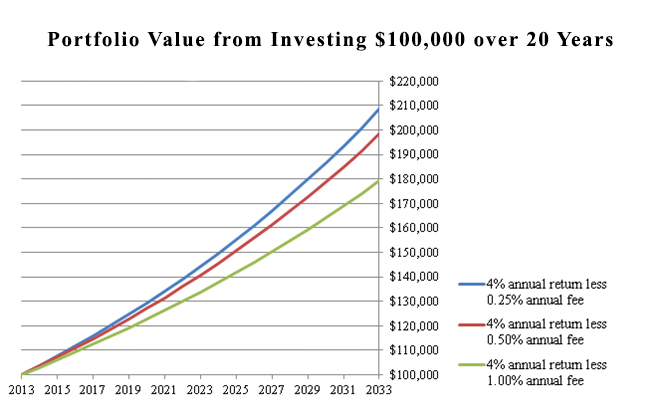 Portfolio Value from Investing $100,000 over 20 Years
$220,000
$210,000
$200,000
$190,000
$180,000
$170,000
$160,000
$150,000
$140,000
$130,000
$120,000
$110,000
$100,000
2013 2015 2017 2019 2021 2023 2025 2027 2029 2031 2033
4% annual return less
0.25% annual fee
4% annual return less
0.50% annual fee
4% annual return less
1.00% annual fee